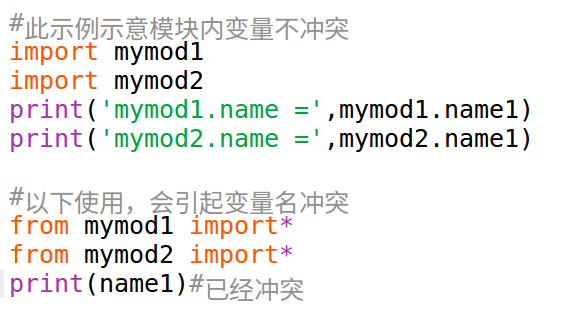 #此示例示意模块内变量不冲突
import mymod1
import mymod2
print('mymod1.name =',mymod1.name1)
print('mymod2.name =',mymod2.name1)
#以下使用，会引起变量名冲突
from mymod1 import*
from mymod2 import*
print(name1)#已经冲突